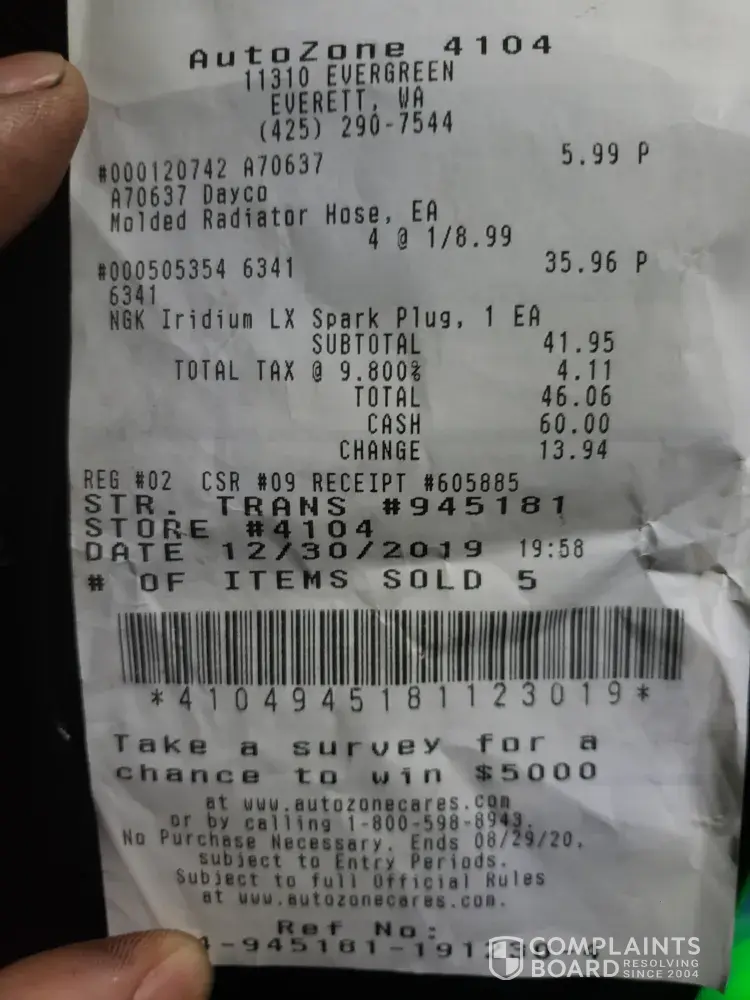 AutoZone 4104
11310 EVERGREEN
EVERETT, WA
(425) 290-7544
#000120742 A70637 5.99 P
A70637 Dayco
Molded Radiator Hose, EA
4 @ 1/8.99
#000505354 6341 35.96 P
6341
NGK Iridium LX Spark Plug, 1 EA
SUBTOTAL 41.95
TOTAL TAX @ 9.800% 4.11
TOTAL 46.06
CASH 60.00
CHANGE 13.94
REG #02 CSR #09 RECEIPT #605885
STR. TRANS #945181
STORE #4104
DATE 12/30/2019 19:58
# OF ITEMS SOLD 5
*4104945181123019*
Take a survey for a
chance to win $5000
at www.autozonecares.com
or by calling 1-800-598-8943.
No Purchase Necessary. Ends 08/29/20,
subject to Entry Periods.
Subject to full Official Rules
at www.autozonecares.com.
Ref No:
COMPLAINTS
BOARD RESOLVING
SINCE 2004